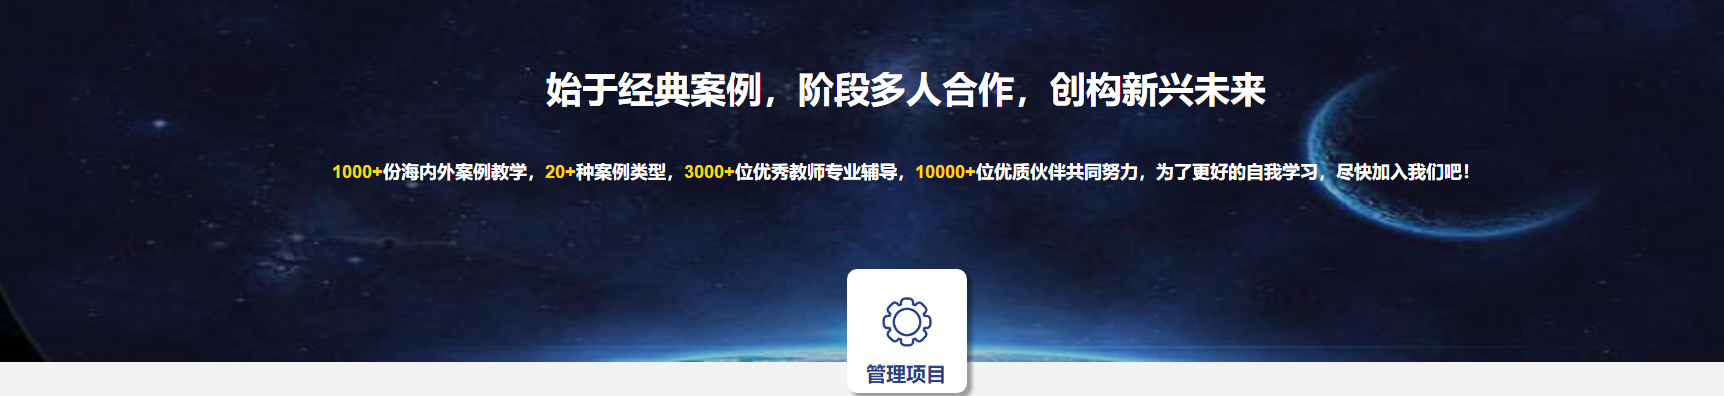 始于经典案例，阶段多人合作，创构新兴未来
1000+份海内外案例教学，20+种案例类型，3000+位优秀教师专业辅导，10000+位优质伙伴共同努力，为了更好的自我学习，尽快加入我们吧！
管理项目